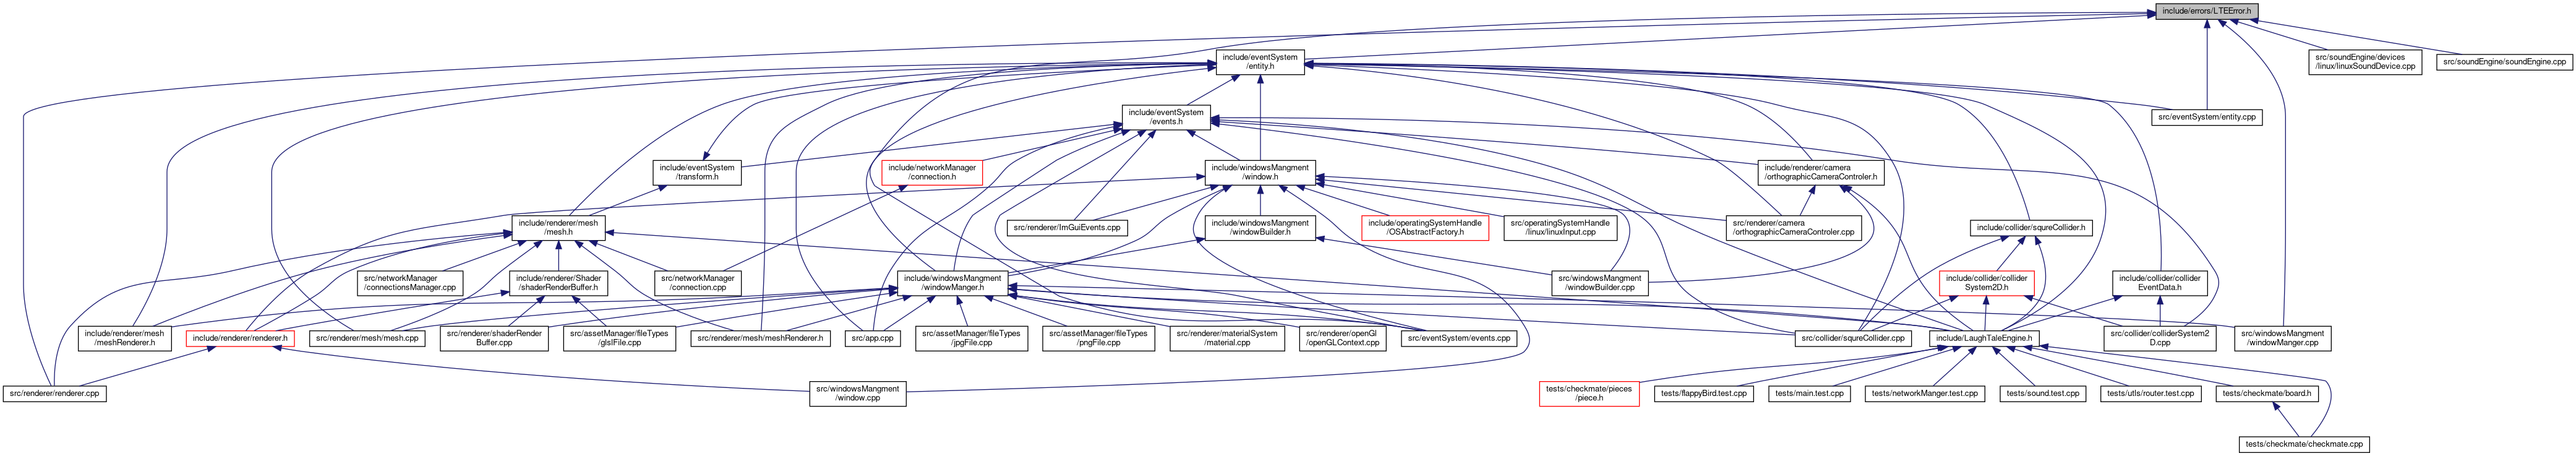 include/errors/LTEError.h
include/eventSystem
/entity.h
src/soundEngine/devices
/linux/linuxSoundDevice.cpp
src/soundEngine/soundEngine.cpp
include/eventSystem
/events.h
src/eventSystem/entity.cpp
include/eventSystem
/transform.h
include/networkManager
/connection.h
include/windowsMangment
/window.h
include/renderer/camera
/orthographicCameraControler.h
include/renderer/mesh
/mesh.h
src/renderer/ImGuiEvents.cpp
include/windowsMangment
/windowBuilder.h
include/operatingSystemHandle
/OSAbstractFactory.h
src/operatingSystemHandle
/linux/linuxInput.cpp
src/renderer/camera
/orthographicCameraControler.cpp
include/collider/squreCollider.h
src/networkManager
/connectionsManager.cpp
include/renderer/Shader
/shaderRenderBuffer.h
src/networkManager
/connection.cpp
include/windowsMangment
/windowManger.h
src/windowsMangment
/windowBuilder.cpp
include/collider/collider
System2D.h
include/collider/collider
EventData.h
include/renderer/mesh
/meshRenderer.h
include/renderer/renderer.h
src/renderer/mesh/mesh.cpp
src/renderer/shaderRender
Buffer.cpp
src/assetManager/fileTypes
/glslFile.cpp
src/renderer/mesh/meshRenderer.h
src/app.cpp
src/assetManager/fileTypes
/jpgFile.cpp
src/assetManager/fileTypes
/pngFile.cpp
src/renderer/materialSystem
/material.cpp
src/renderer/openGl
/openGLContext.cpp
src/eventSystem/events.cpp
src/collider/squreCollider.cpp
include/LaughTaleEngine.h
src/collider/colliderSystem2
D.cpp
src/windowsMangment
/windowManger.cpp
src/renderer/renderer.cpp
src/windowsMangment
/window.cpp
tests/checkmate/pieces
/piece.h
tests/flappyBird.test.cpp
tests/main.test.cpp
tests/networkManger.test.cpp
tests/sound.test.cpp
tests/utls/router.test.cpp
tests/checkmate/board.h
tests/checkmate/checkmate.cpp